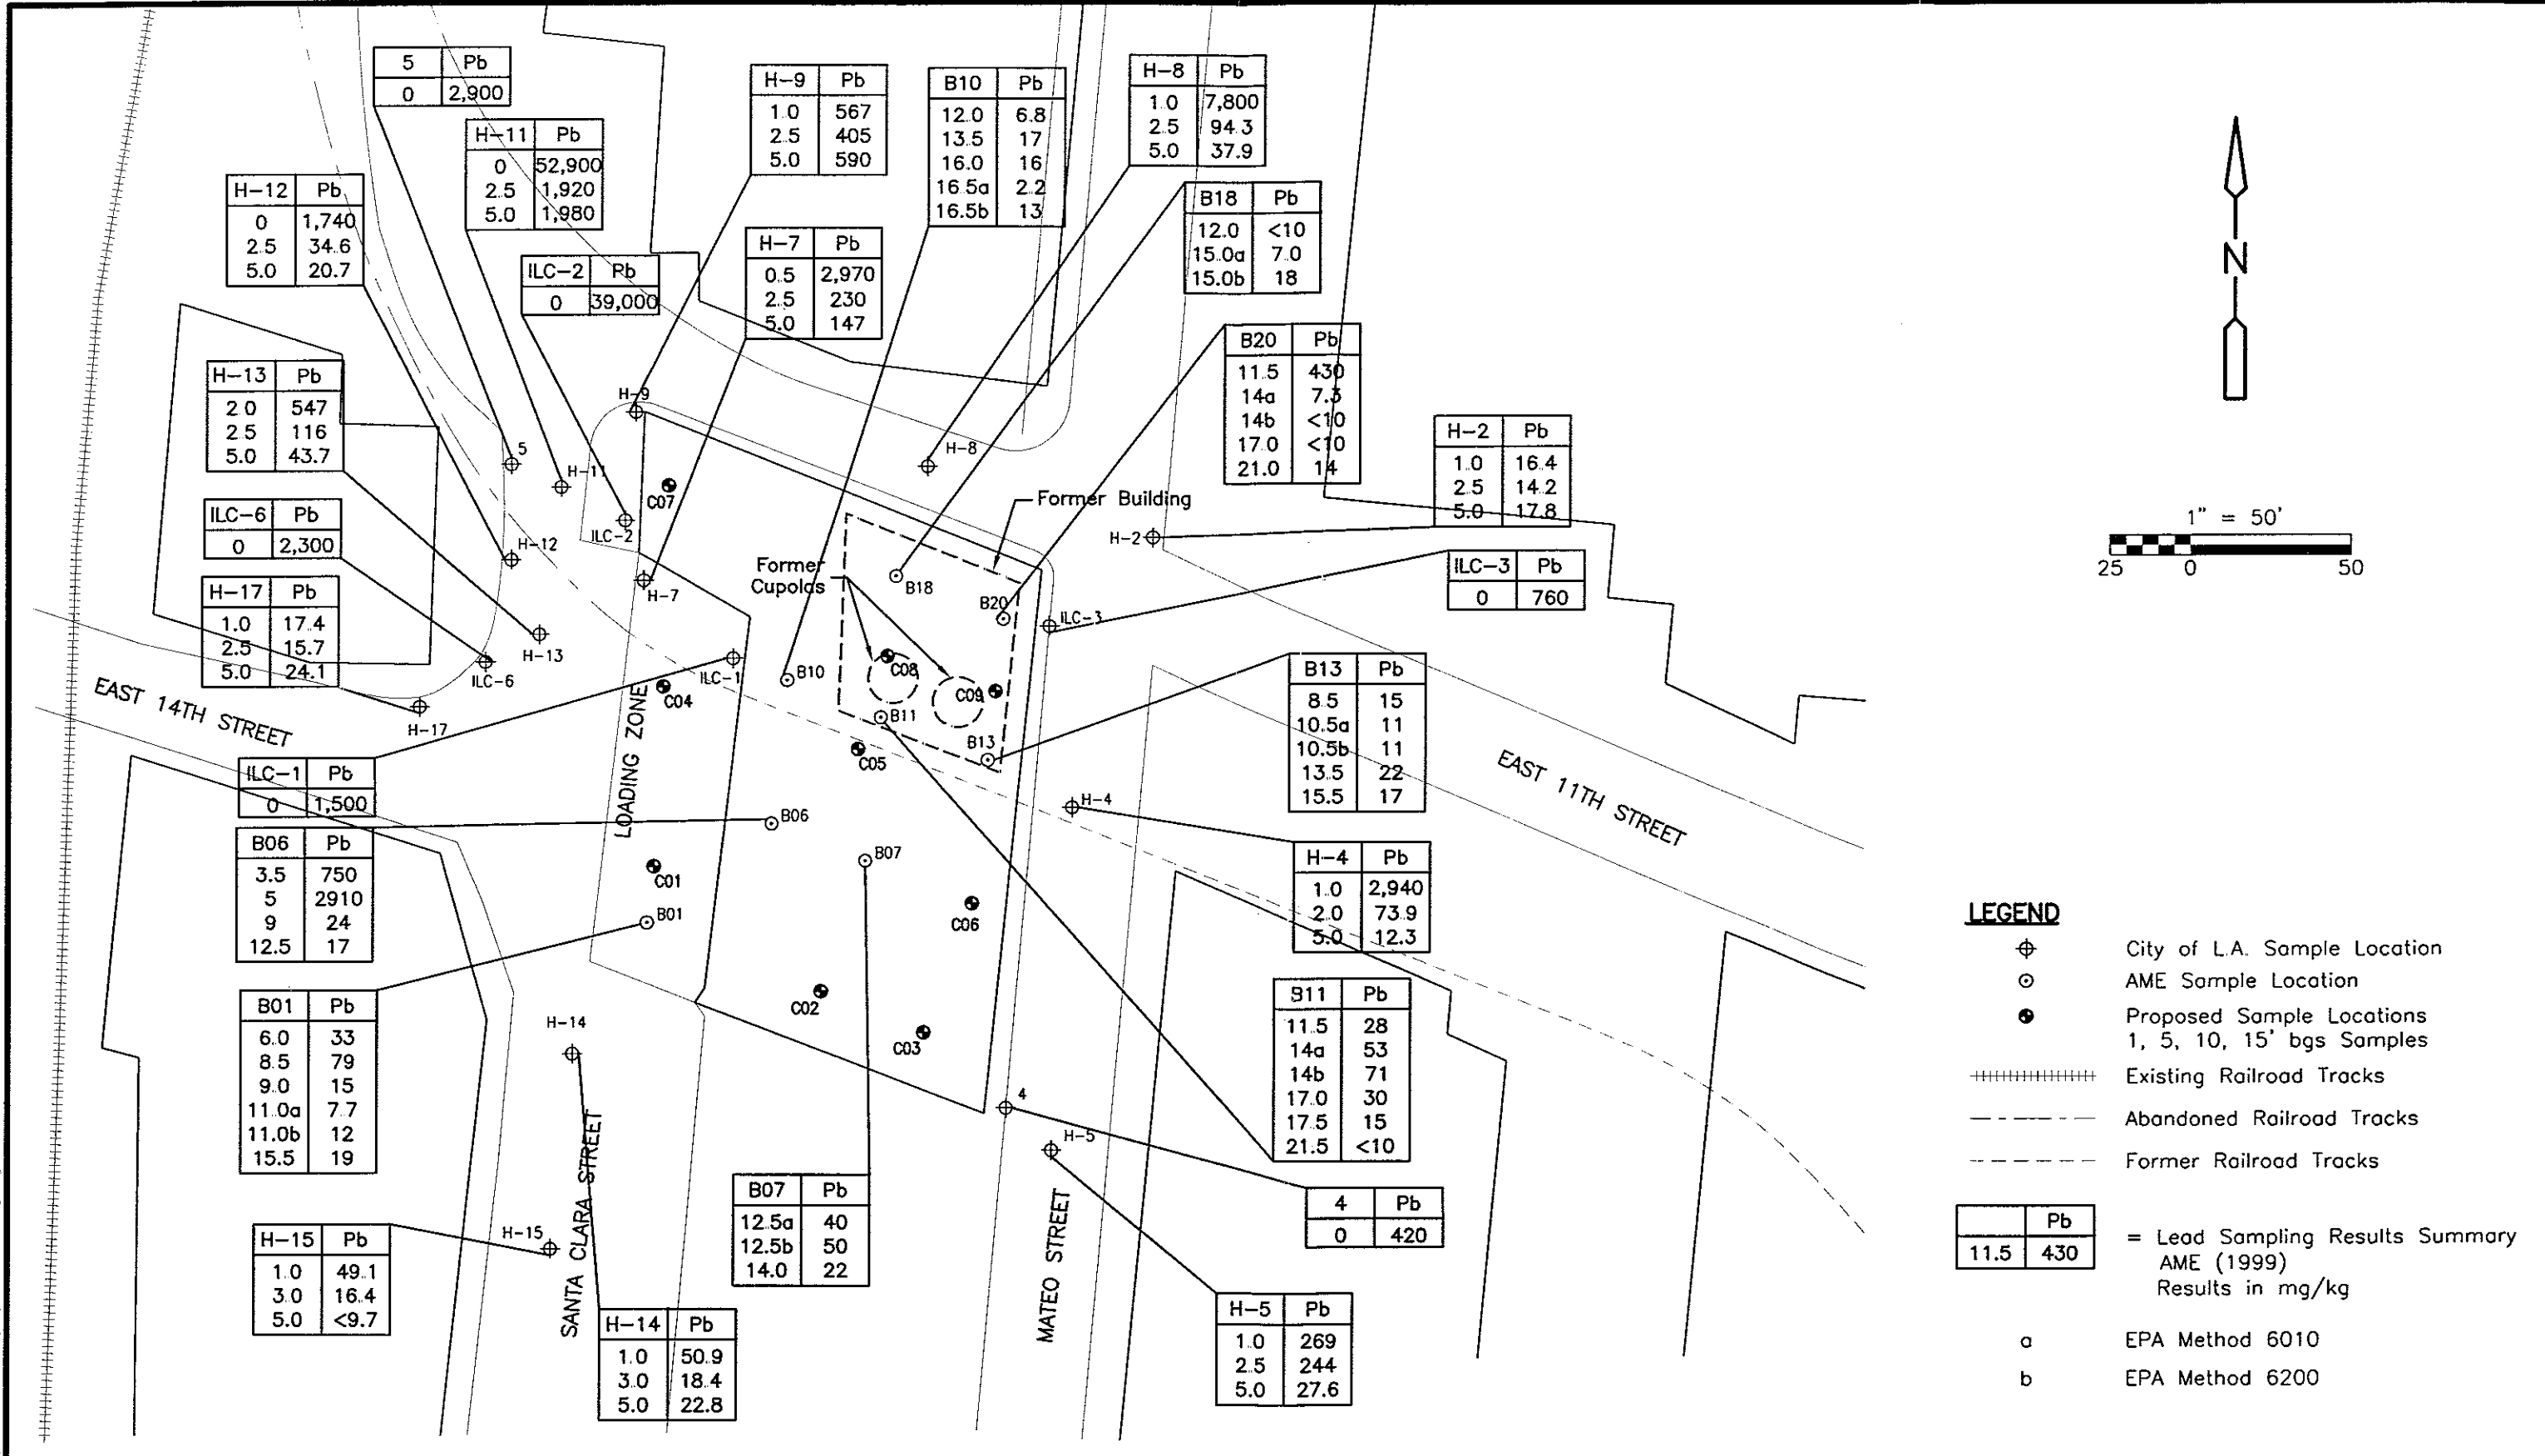 5 Pb
0 2,900
H-11 Pb
0 52,900
2.5 1,920
5.0 1,980
H-12 Pb
0 1,740
2.5 34.6
5.0 20.7
ILC-2 Pb
0 39,000
H-9 Pb
1.0 567
2.5 405
5.0 590
H-7 Pb
0.5 2,970
2.5 230
5.0 147
B10 Pb
12.0 6.8
13.5 17
16.0 16
16.5a 2.2
16.5b 13
H-8 Pb
1.0 7,800
2.5 94.3
5.0 37.9
B18 Pb
12.0 <10
15.0a 7.0
15.0b 18
B20 Pb
11.5 430
14a 7.3
14b <10
17.0 <10
21.0 14
H-2 Pb
1.0 16.4
2.5 14.2
5.0 17.8
ILC-3 Pb
0 760
H-13 Pb
2.0 547
2.5 116
5.0 43.7
ILC-6 Pb
0 2,300
H-17 Pb
1.0 17.4
2.5 15.7
5.0 24.1
ILC-1 Pb
0 1,500
B06 Pb
3.5 750
5 2910
9 24
12.5 17
B01 Pb
6.0 33
8.5 79
9.0 15
11.0a 7.7
11.0b 12
15.5 19
H-15 Pb
1.0 49.1
3.0 16.4
5.0 <9.7
H-14 Pb
1.0 50.9
3.0 18.4
5.0 22.8
B07 Pb
12.5a 40
12.5b 50
14.0 22
B13 Pb
8.5 15
10.5a 11
10.5b 11
13.5 22
15.5 17
H-4 Pb
1.0 2,940
2.0 73.9
5.0 12.3
B11 Pb
11.5 28
14a 53
14b 71
17.0 30
17.5 15
21.5 <10
4 Pb
0 420
H-5 Pb
1.0 269
2.5 244
5.0 27.6
H-9
5
H-11
C07
ILC-2
H-12
H-7
H-13
ILC-6
H-17
ILC-1
C04
H-8
Former Building
Former
Cupolas
B18
B20
H-2
ILC-3
C08
C09
B10
B11
B13
C05
B06
B07
H-4
C01
B01
C06
C02
C03
H-14
H-15
4
H-5
EAST 14TH STREET
LOADING ZONE
EAST 11TH STREET
SANTA CLARA STREET
MATEO STREET
N
1" = 50'
25 0 50
LEGEND
City of L.A. Sample Location
AME Sample Location
Proposed Sample Locations
1, 5, 10, 15' bgs Samples
Existing Railroad Tracks
Abandoned Railroad Tracks
Former Railroad Tracks
Pb
11.5 430
= Lead Sampling Results Summary
AME (1999)
Results in mg/kg
a EPA Method 6010
b EPA Method 6200